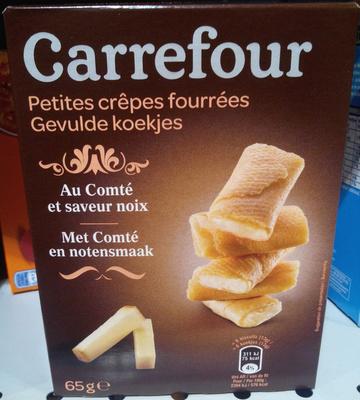 Carrefour
Petites crêpes fourrées
Gevulde koekjes
Au Comté
et saveur noix
Met Comté
en notensmaak
311 kJ
75 kcal
4%
65g e